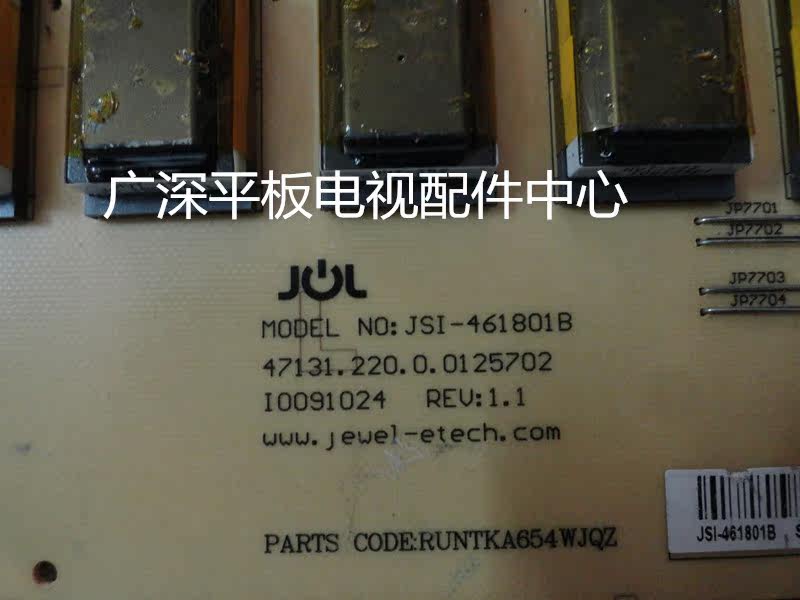 广深平板电视配件中心
JP7701
JP7702
JP7703
JP7704
JOL
MODEL NO:JSI-461801B
47131.220.0.0125702
I0091024 REV:1.1
www.jewel-etech.com
JSI-461801B S
PARTS CODE:RUNTKA654WJQZ